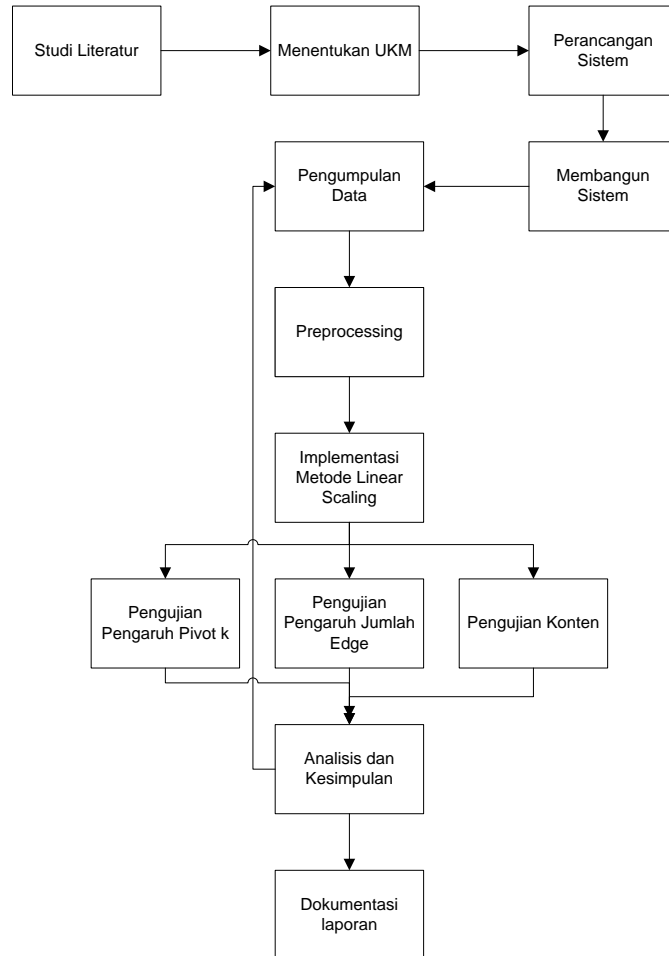 Studi Literatur
Menentukan UKM
Perancangan
Sistem
Pengumpulan
Data
Membangun
Sistem
Preprocessing
Implementasi
Metode Linear
Scaling
Pengujian
Pengaruh Pivot k
Pengujian
Pengaruh Jumlah
Edge
Pengujian Konten
Analisis dan
Kesimpulan
Dokumentasi
laporan